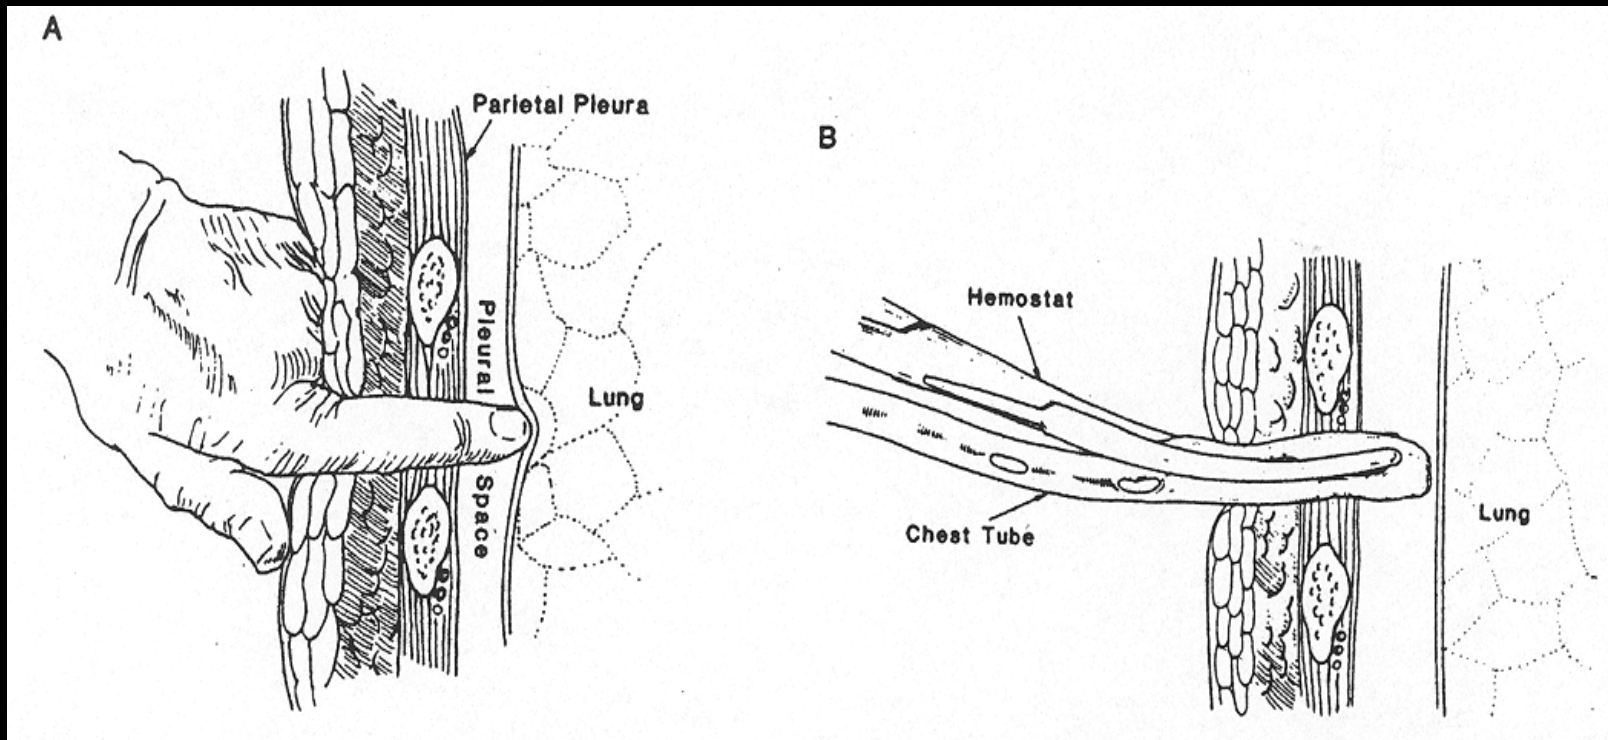 A
Parietal Pleura
Pleural Space
Lung
B
Hemostat
Chest Tube
Lung